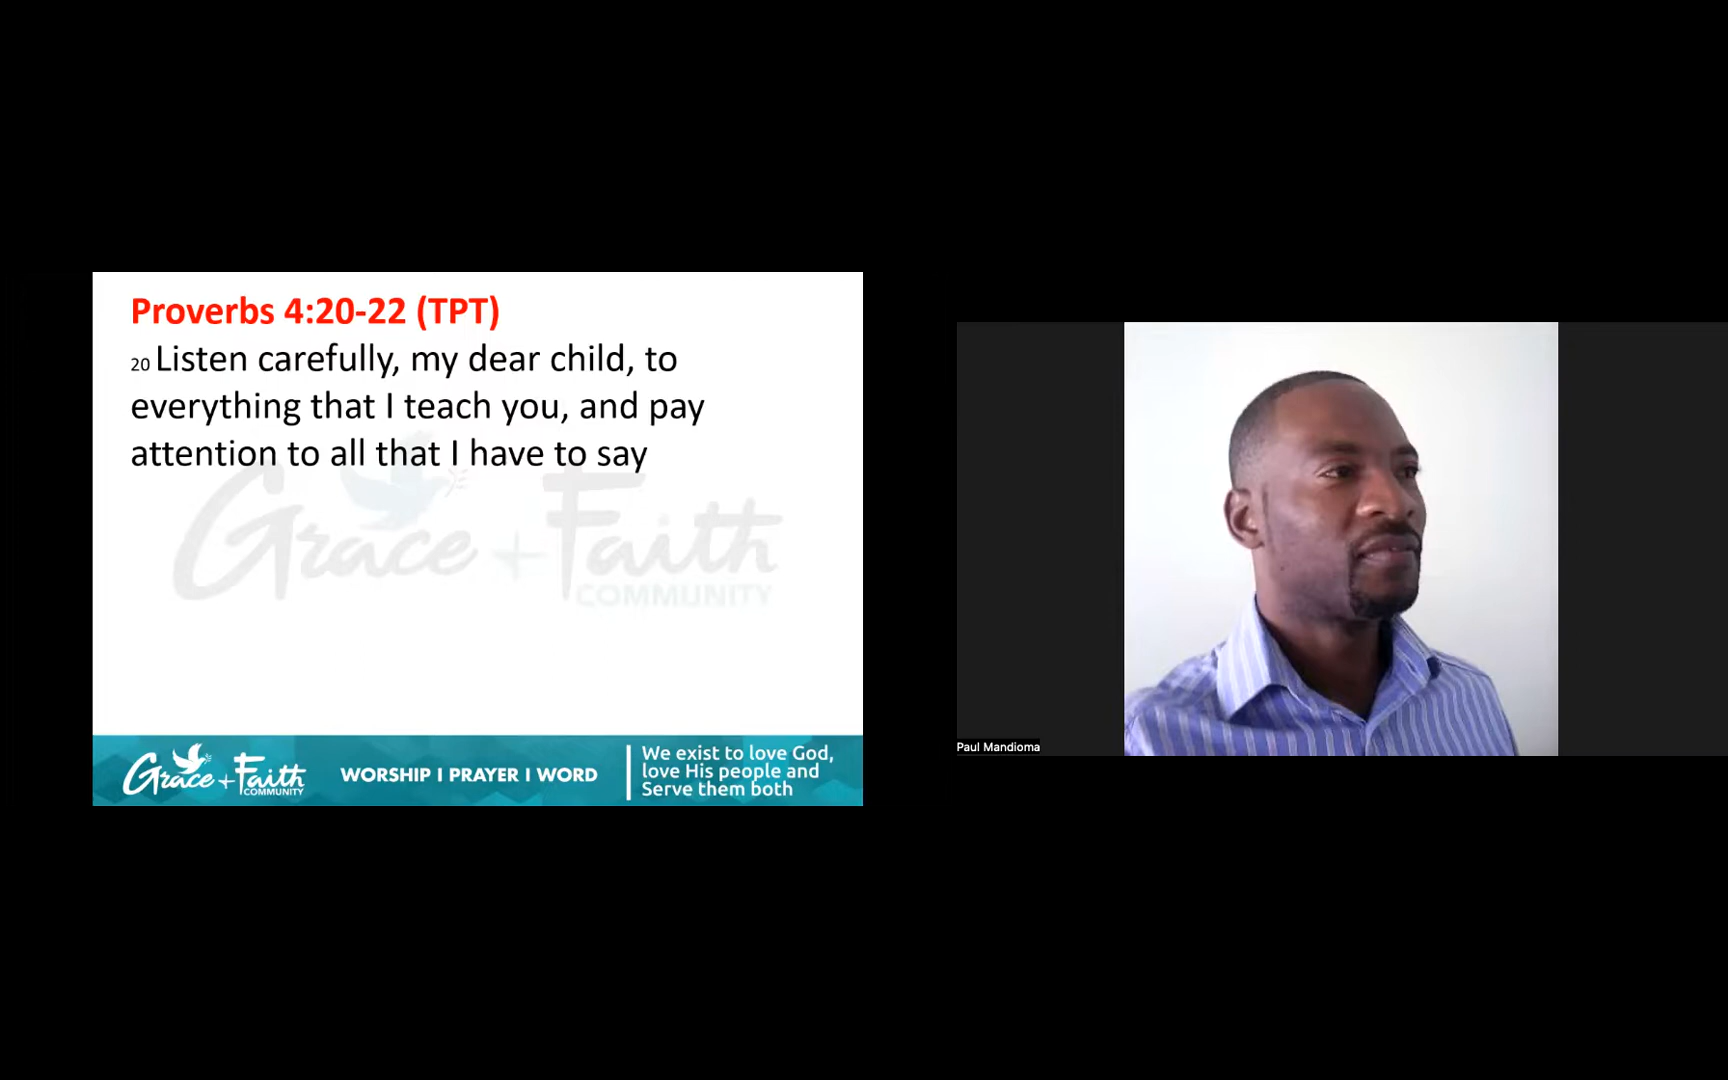 Proverbs 4:20-22 (TPT)
20 Listen carefully, my dear child, to
everything that I teach you, and pay
attention to all that I have to say
Grace + Faith
COMMUNITY
Grace + Faith
COMMUNITY
WORSHIP I PRAYER I WORD
We exist to love God,
love His people and
Serve them both
Paul Mandioma